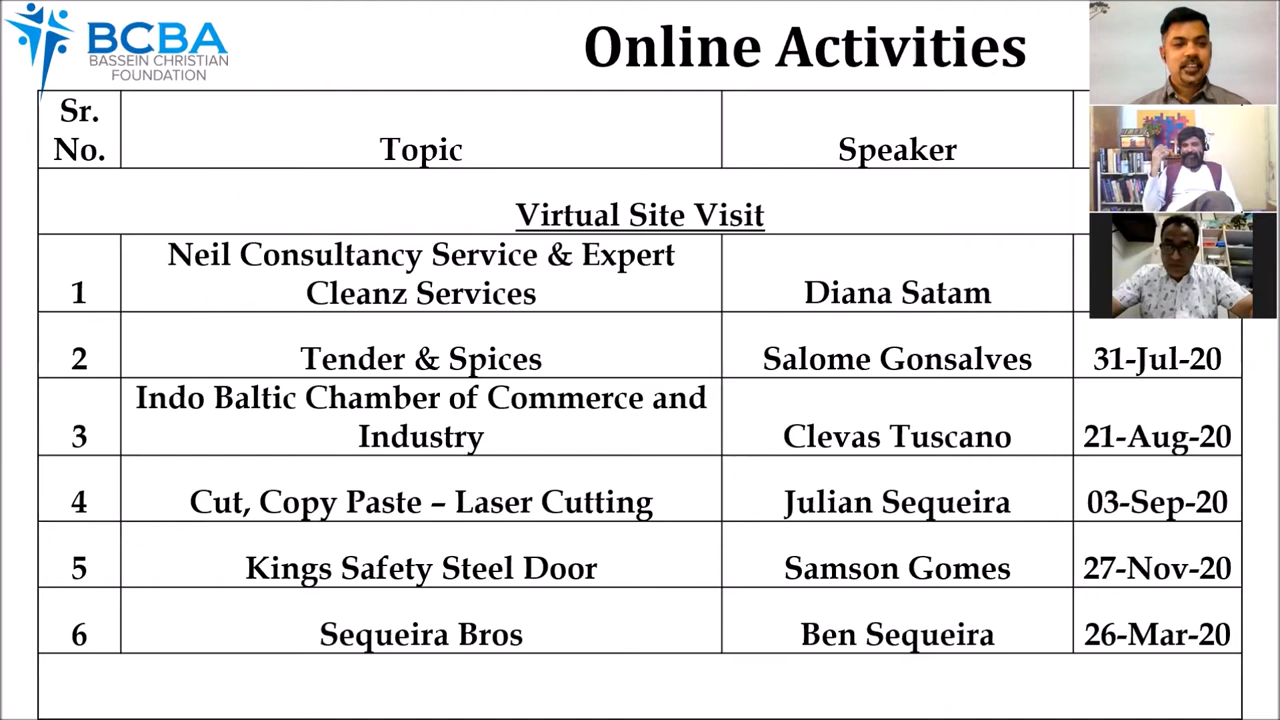 BCBA
BASSEIN CHRISTIAN
FOUNDATION
Online Activities
Sr.
No.
Topic
Speaker
Virtual Site Visit
1
Neil Consultancy Service & Expert
Cleanz Services
Diana Satam
2
Tender & Spices
Salome Gonsalves
31-Jul-20
3
Indo Baltic Chamber of Commerce and
Industry
Clevas Tuscano
21-Aug-20
4
Cut, Copy Paste – Laser Cutting
Julian Sequeira
03-Sep-20
5
Kings Safety Steel Door
Samson Gomes
27-Nov-20
6
Sequeira Bros
Ben Sequeira
26-Mar-20